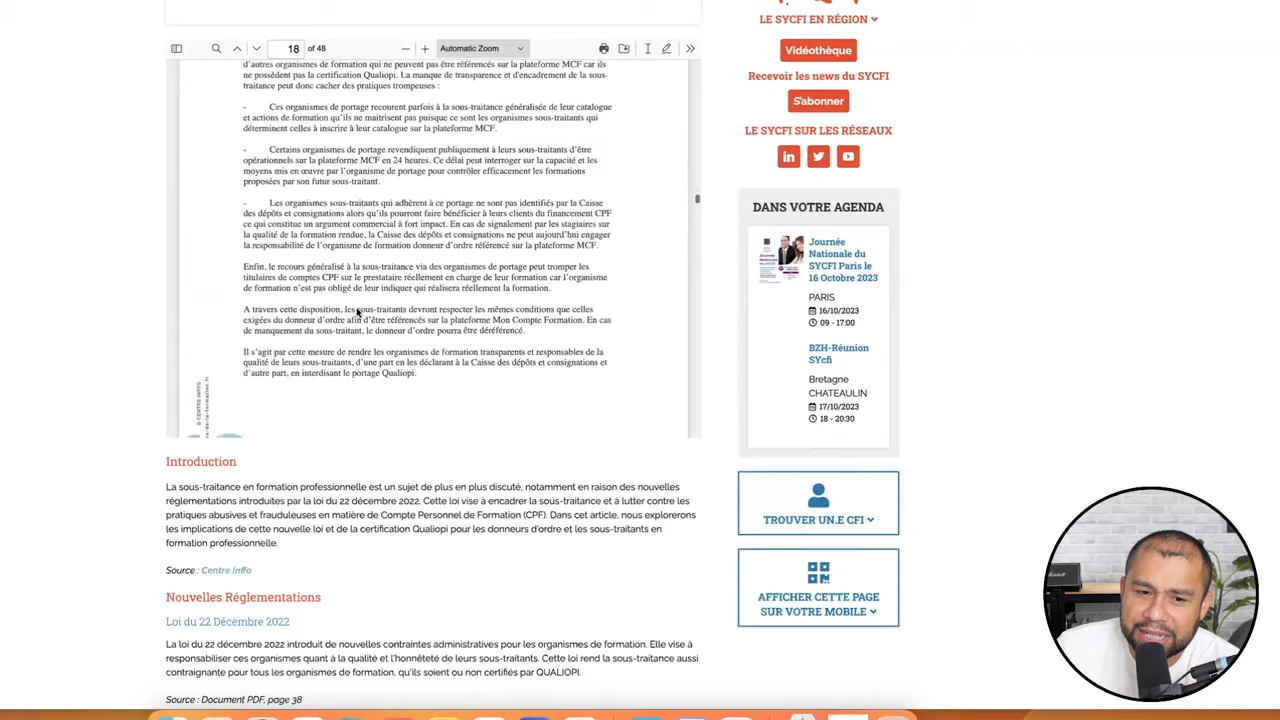 18 of 48
Automatic Zoom
d'autres organismes de formation qui ne peuvent pas être référencés sur la plateforme MCF car ils
ne possèdent pas la certification Qualiopi. La manque de transparence et d'encadrement de la sous-
traitance peut donc cacher des pratiques trompeuses :
- Ces organismes de portage recourent parfois à la sous-traitance généralisée de leur catalogue
et actions de formation qu'ils ne maitrisent pas puisque ce sont les organismes sous-traitants qui
déterminent celles à inscrire à leur catalogue sur la plateforme MCF.
- Certains organismes de portage revendiquent publiquement à leurs sous-traitants d'être
opérationnels sur la plateforme MCF en 24 heures. Ce délai peut interroger sur la capacité et les
moyens mis en œuvre par l'organisme de portage pour contrôler efficacement les formations
proposées par son futur sous-traitant.
- Les organismes sous-traitants qui adhèrent à ce portage ne sont pas identifiés par la Caisse
des dépôts et consignations alors qu'ils pourront faire bénéficier à leurs clients du financement CPF
ce qui constitue un argument commercial à fort impact. En cas de signalement par les stagiaires sur
la qualité de la formation rendue, la Caisse des dépôts et consignations ne peut aujourd'hui engager
la responsabilité de l'organisme de formation donneur d'ordre référencé sur la plateforme MCF.
Enfin, le recours généralisé à la sous-traitance via des organismes de portage peut tromper les
titulaires de comptes CPF sur le prestataire réellement en charge de leur formation car l'organisme
de formation n'est pas obligé de leur indiquer qui réalisera réellement la formation.
A travers cette disposition, les sous-traitants devront respecter les mêmes conditions que celles
exigées du donneur d'ordre afin d'être référencés sur la plateforme Mon Compte Formation. En cas
de manquement du sous-traitant, le donneur d'ordre pourra être déréférencé.
Il s'agit par cette mesure de rendre les organismes de formation transparents et responsables de la
qualité de leurs sous-traitants, d'une part en les déclarant à la Caisse des dépôts et consignations et
d'autre part, en interdisant le portage Qualiopi.
© CENTRE INFFO
Introduction
La sous-traitance en formation professionnelle est un sujet de plus en plus discuté, notamment en raison des nouvelles
réglementations introduites par la loi du 22 décembre 2022. Cette loi vise à encadrer la sous-traitance et à lutter contre les
pratiques abusives et frauduleuses en matière de Compte Personnel de Formation (CPF). Dans cet article, nous explorerons
les implications de cette nouvelle loi et de la certification Qualiopi pour les donneurs d'ordre et les sous-traitants en
formation professionnelle.
Source : Centre Inffo
Nouvelles Réglementations
Loi du 22 Décembre 2022
La loi du 22 décembre 2022 introduit de nouvelles contraintes administratives pour les organismes de formation. Elle vise à
responsabiliser ces organismes quant à la qualité et l'honnêteté de leurs sous-traitants. Cette loi rend la sous-traitance aussi
contraignante pour tous les organismes de formation, qu'ils soient ou non certifiés par QUALIOPI.
Source : Document PDF, page 38
LE SYCFI EN RÉGION
Vidéothèque
Recevoir les news du SYCFI
S'abonner
LE SYCFI SUR LES RÉSEAUX
in
DANS VOTRE AGENDA
Journée
Nationale du
SYCFI Paris le
16 Octobre 2023
PARIS
16/10/2023
09 - 17:00
BZH-Réunion
SYcfi
Bretagne
CHATEAULIN
17/10/2023
18 - 20:30
TROUVER UN.E CFI
AFFICHER CETTE PAGE
SUR VOTRE MOBILE